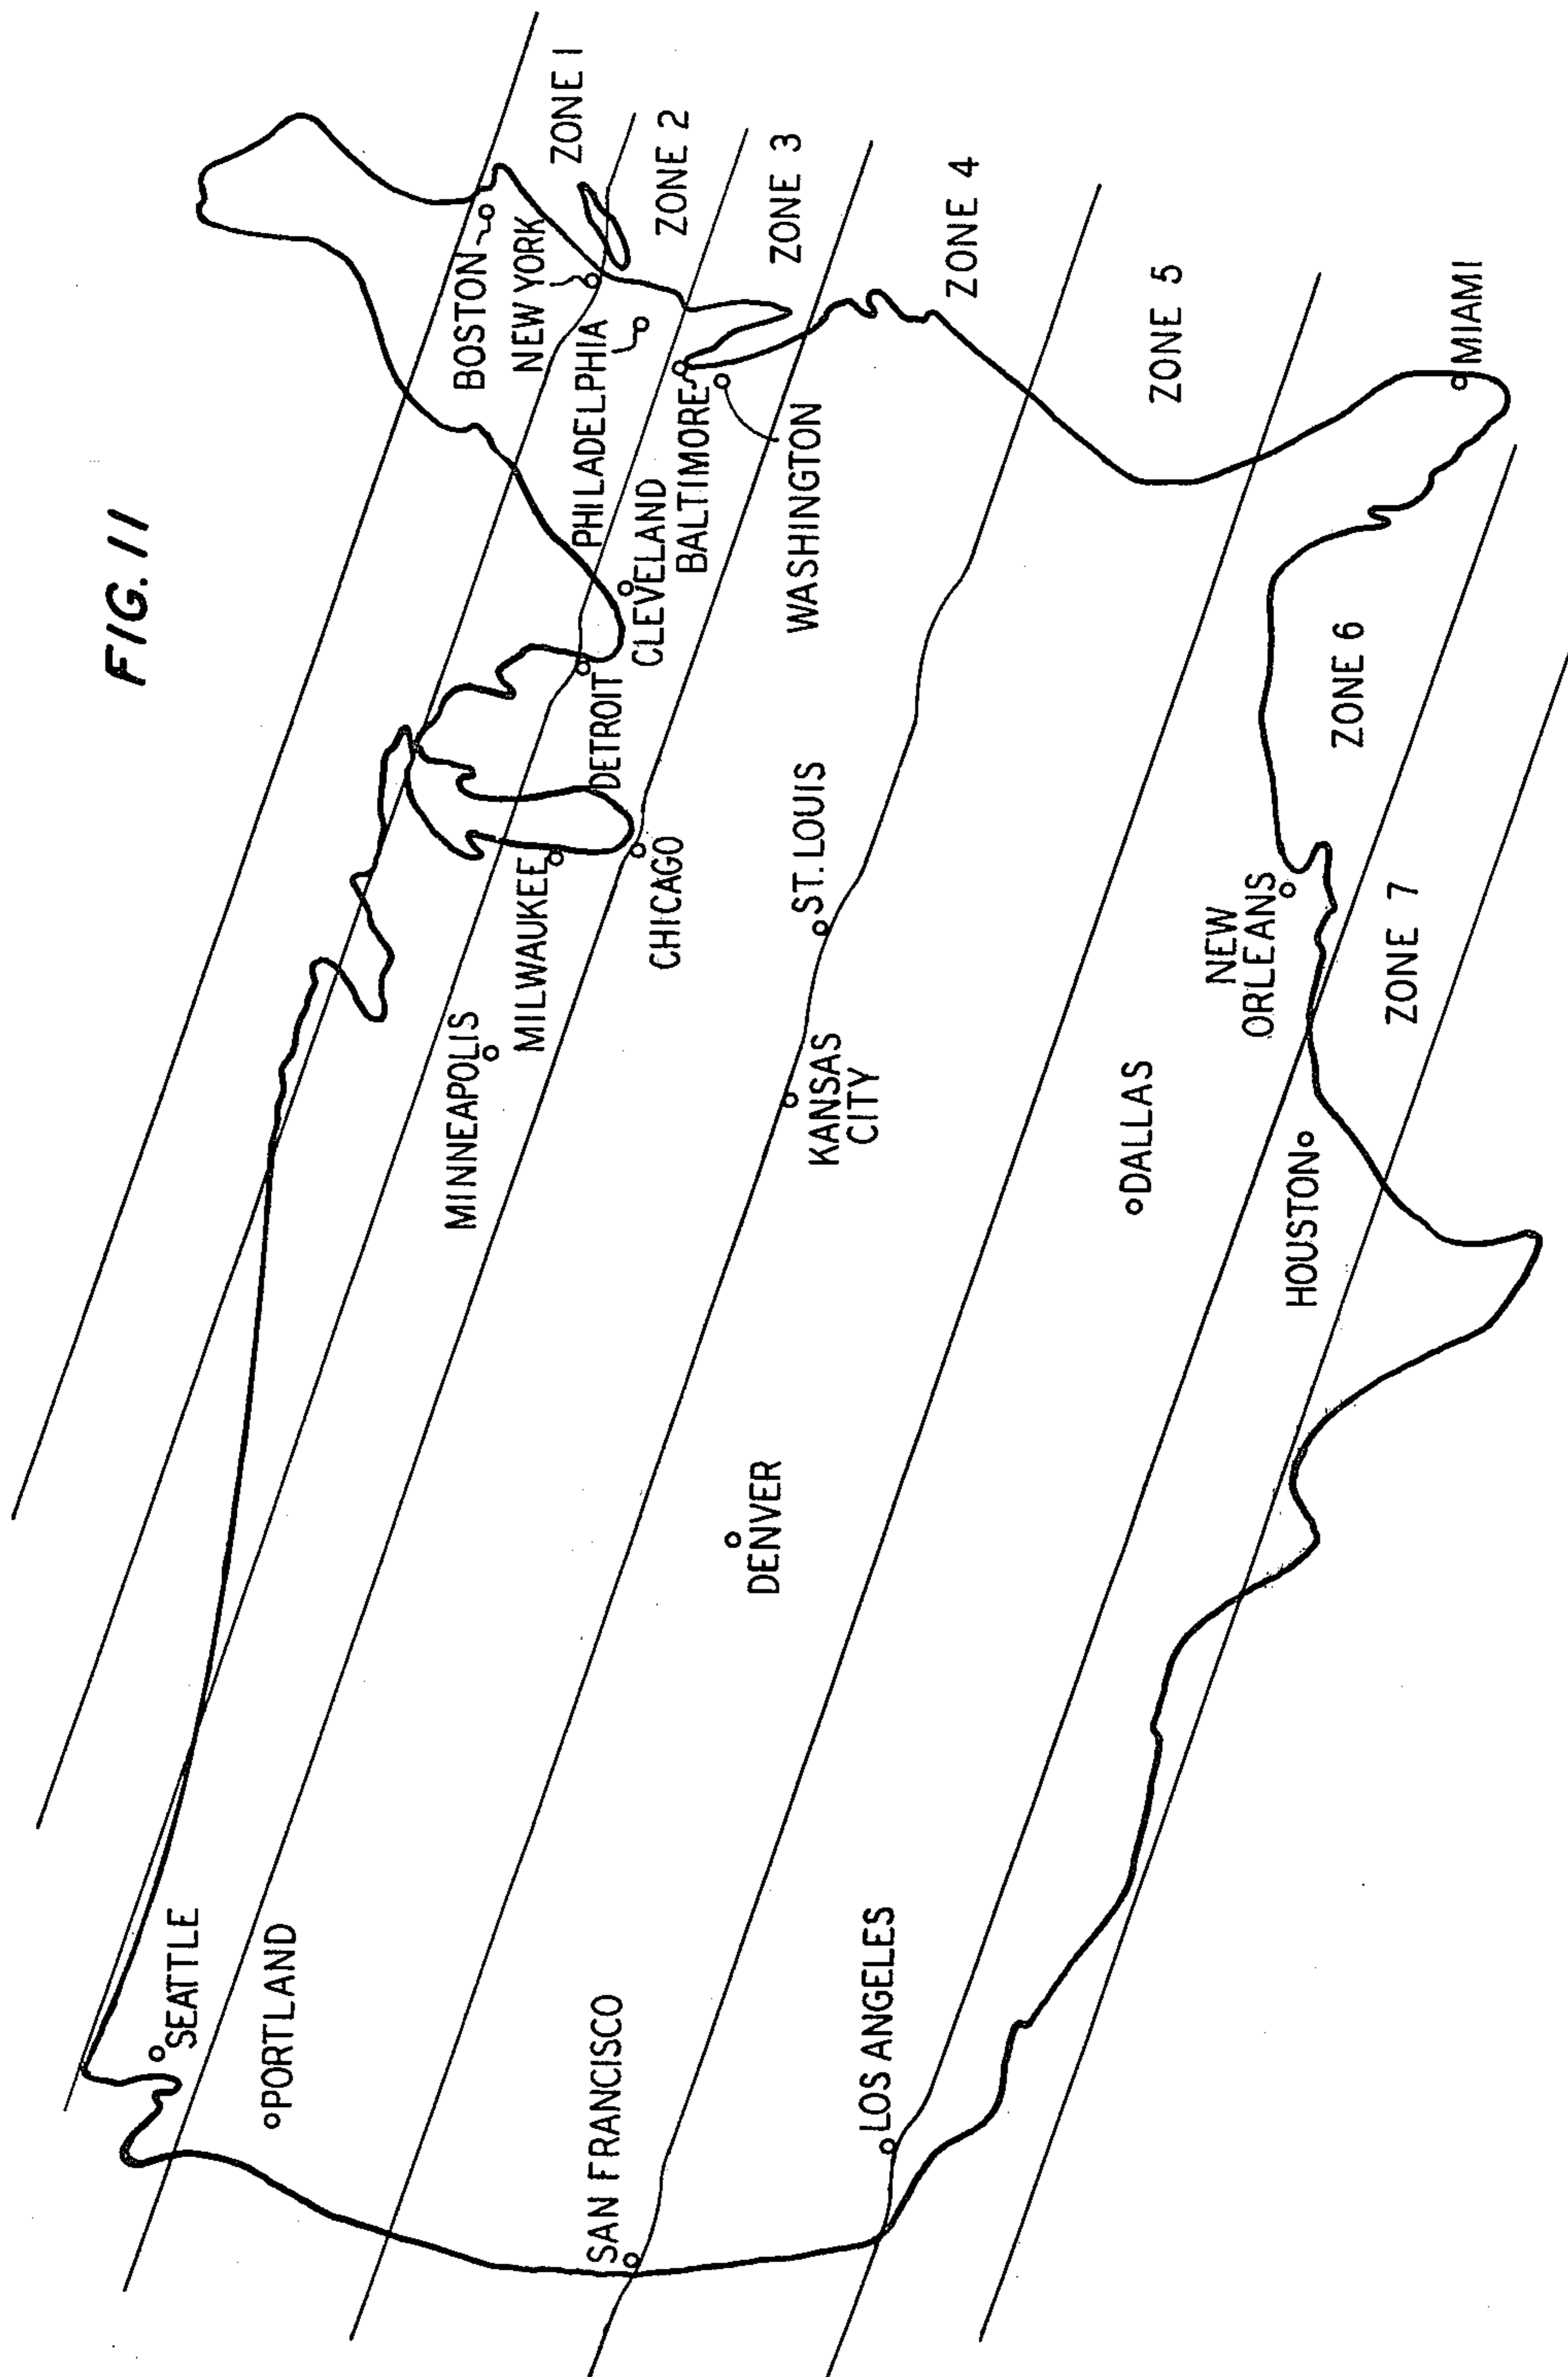 FIG. 11
SEATTLE
PORTLAND
SAN FRANCISCO
LOS ANGELES
DENVER
MINNEAPOLIS
MILWAUKEE
CHICAGO
DETROIT
CLEVELAND
BOSTON
NEW YORK
PHILADELPHIA
BALTIMORE
WASHINGTON
KANSAS
CITY
ST. LOUIS
DALLAS
HOUSTON
NEW
ORLEANS
MIAMI
ZONE 1
ZONE 2
ZONE 3
ZONE 4
ZONE 5
ZONE 6
ZONE 7